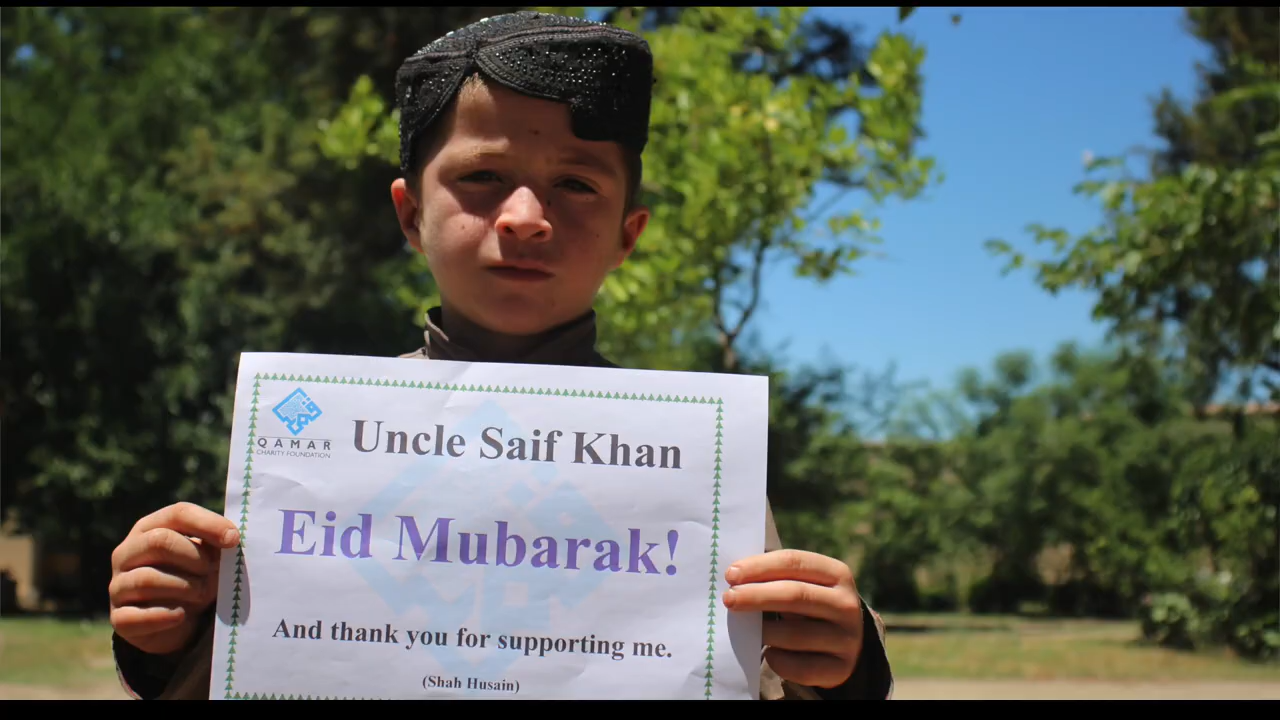 QAMAR
CHARITY FOUNDATION
Uncle Saif Khan
Eid Mubarak!
And thank you for supporting me.
(Shah Husain)